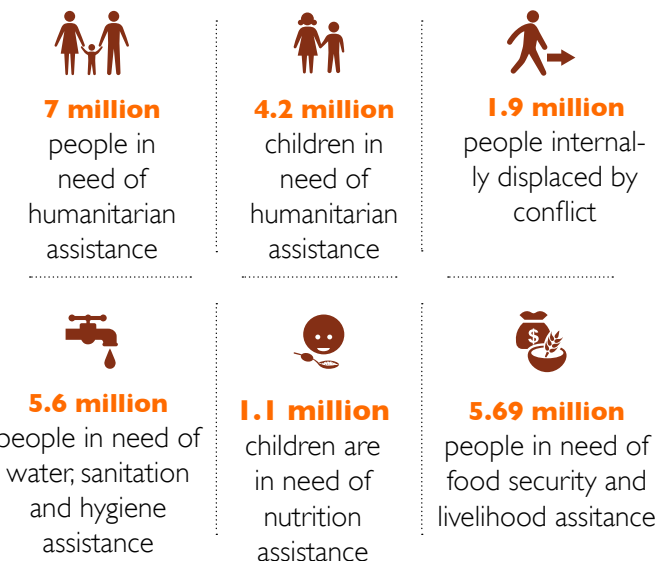 7 million
people in
need of
humanitarian
assistance
4.2 million
children in
need of
humanitarian
assistance
1.9 million
people internal-
ly displaced by
conflict
$
5.6 million
people in need of
water, sanitation
and hygiene
assistance
1.1 million
children are
in need of
nutrition
assistance
5.69 million
people in need of
food security and
livelihood assitance